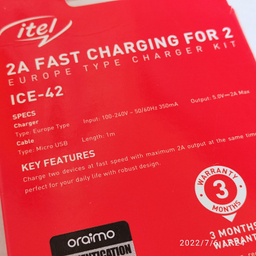 itel
2A FAST CHARGING FOR 2
EUROPE TYPE CHARGER KIT
ICE-42
SPECS
Charger
Type: Europe Type
Input: 100-240V ~ 50/60Hz 350mA
Output: 5.0V⎓2A Max
Cable
Type: Micro USB
Length: 1m
KEY FEATURES
Charge two devices at fast speed with maximum 2A output at the same time
perfect for your daily life with robust design.
WARRANTY
3
MONTHS
oraimo
3 MONTHS
WARRAN
2022/7/